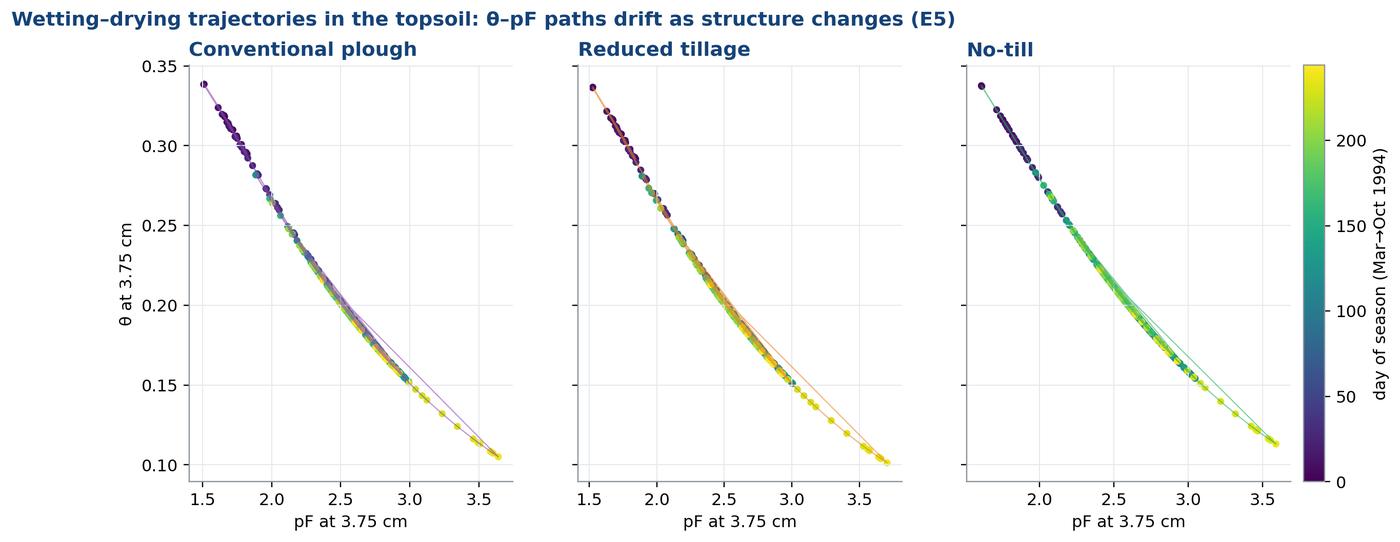 Wetting–drying trajectories in the topsoil: θ–pF paths drift as structure changes (E5)
Conventional plough
Reduced tillage
No-till
0.35
0.30
0.25
0.20
0.15
0.10
θ at 3.75 cm
1.5 2.0 2.5 3.0 3.5
pF at 3.75 cm
1.5 2.0 2.5 3.0 3.5
pF at 3.75 cm
2.0 2.5 3.0 3.5
pF at 3.75 cm
200
150
100
50
0
day of season (Mar→Oct 1994)